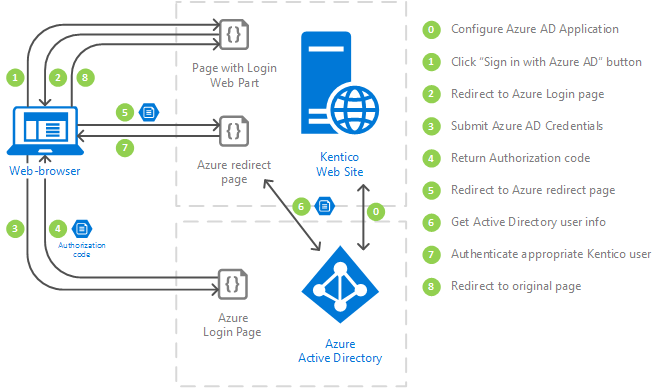 { }
1
2
8
Page with Login
Web Part
5
7
{ }
Web-browser
Azure redirect
page
Kentico
Web Site
6
0
3
4
Authorization
code
{ }
Azure
Login Page
Azure
Active Directory
0 Configure Azure AD Application
1 Click "Sign in with Azure AD" button
2 Redirect to Azure Login page
3 Submit Azure AD Credentials
4 Return Authorization code
5 Redirect to Azure redirect page
6 Get Active Directory user info
7 Authenticate appropriate Kentico user
8 Redirect to original page